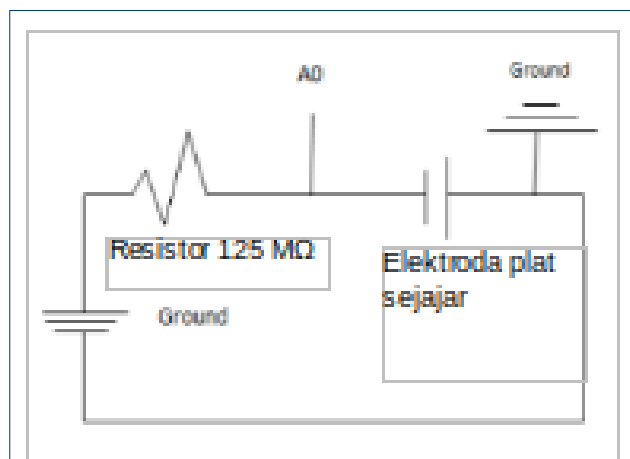 Ground
A0
Resistor 125 MΩ
Elektroda plat
sejajar
Ground